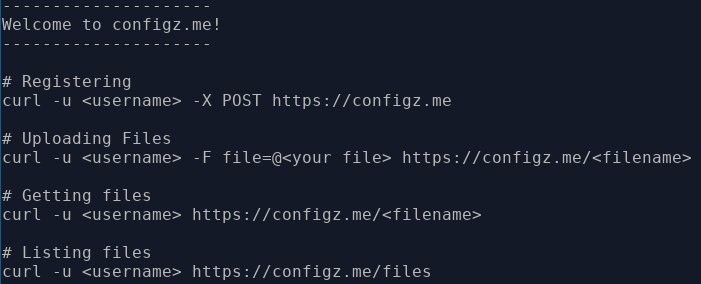 ---------------------
Welcome to configz.me!
---------------------
# Registering
curl -u <username> -X POST https://configz.me
# Uploading Files
curl -u <username> -F file=@<your file> https://configz.me/<filename>
# Getting files
curl -u <username> https://configz.me/<filename>
# Listing files
curl -u <username> https://configz.me/files